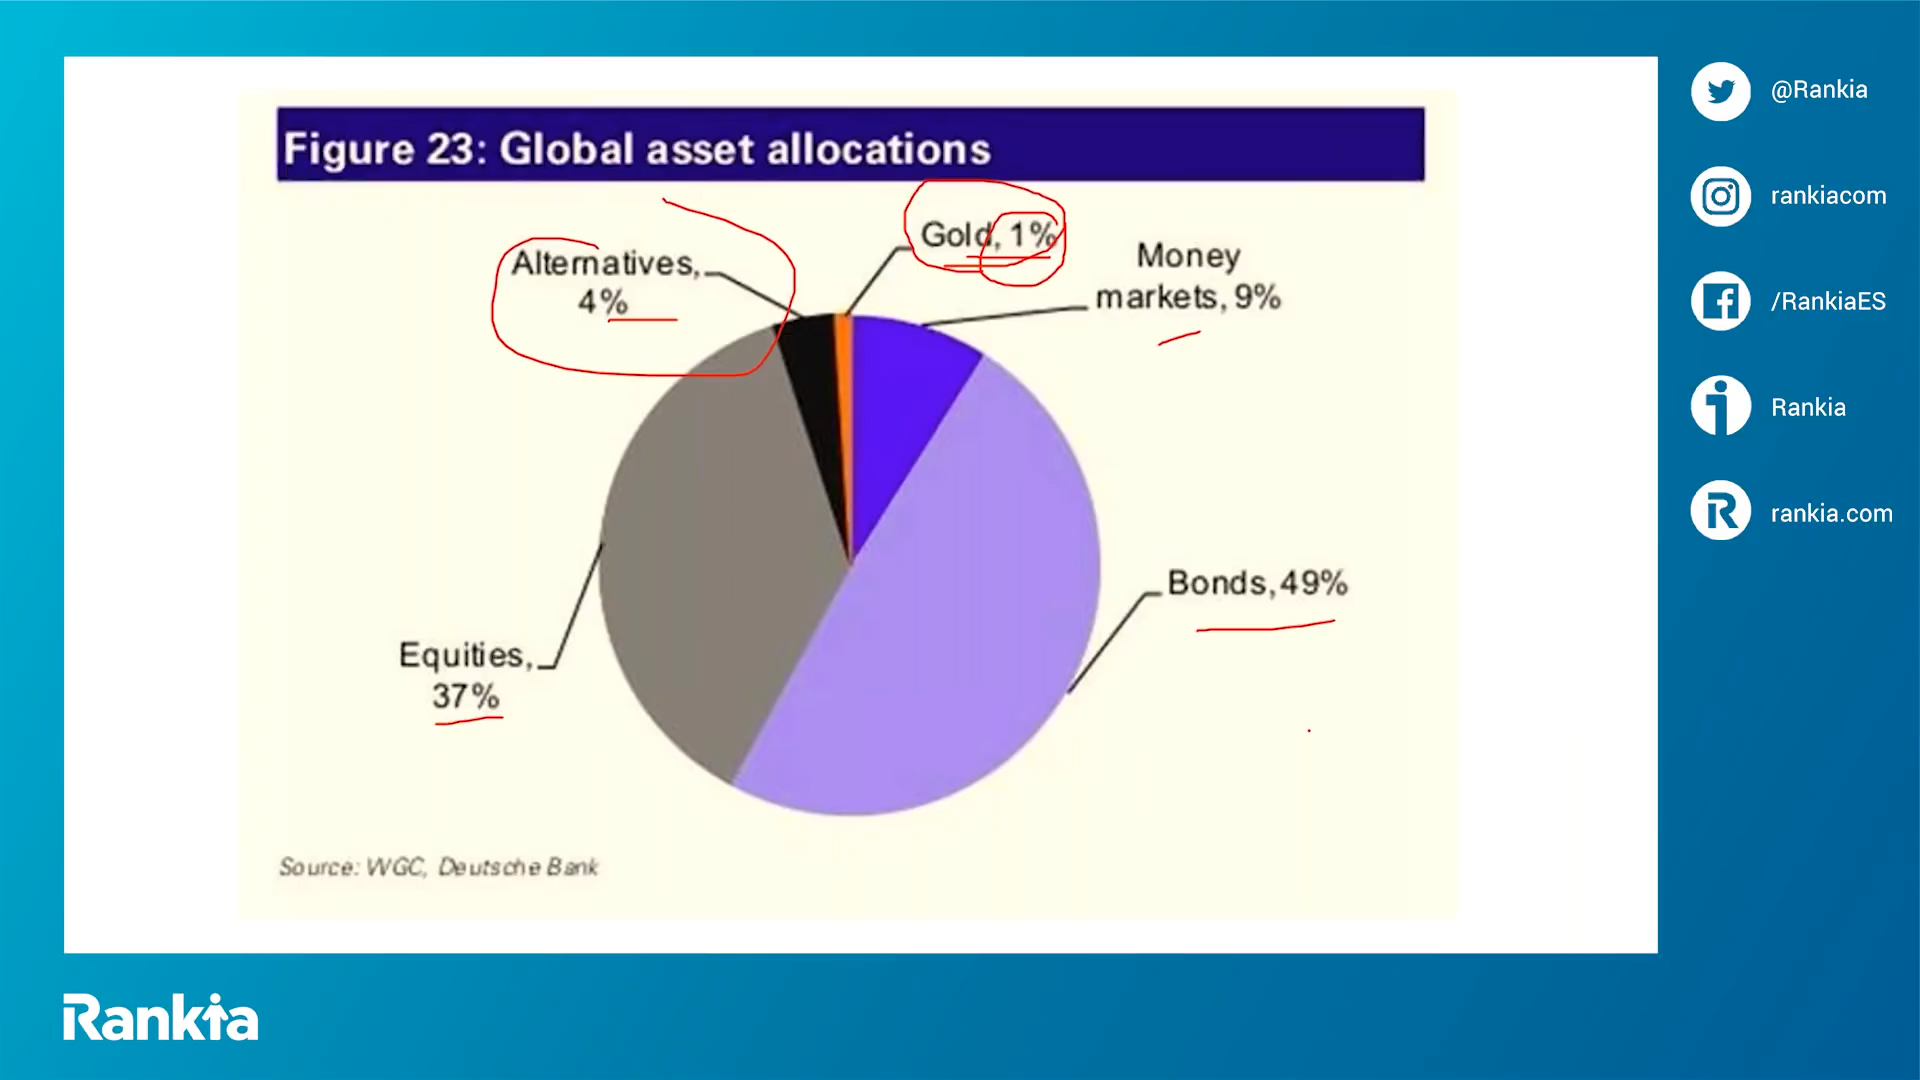 Figure 23: Global asset allocations
Gold, 1%
Alternatives,
4%
Money
markets, 9%
Bonds, 49%
Equities,
37%
Source: WGC, Deutsche Bank
@Rankia
rankiacom
/RankiaES
Rankia
rankia.com
Rankia